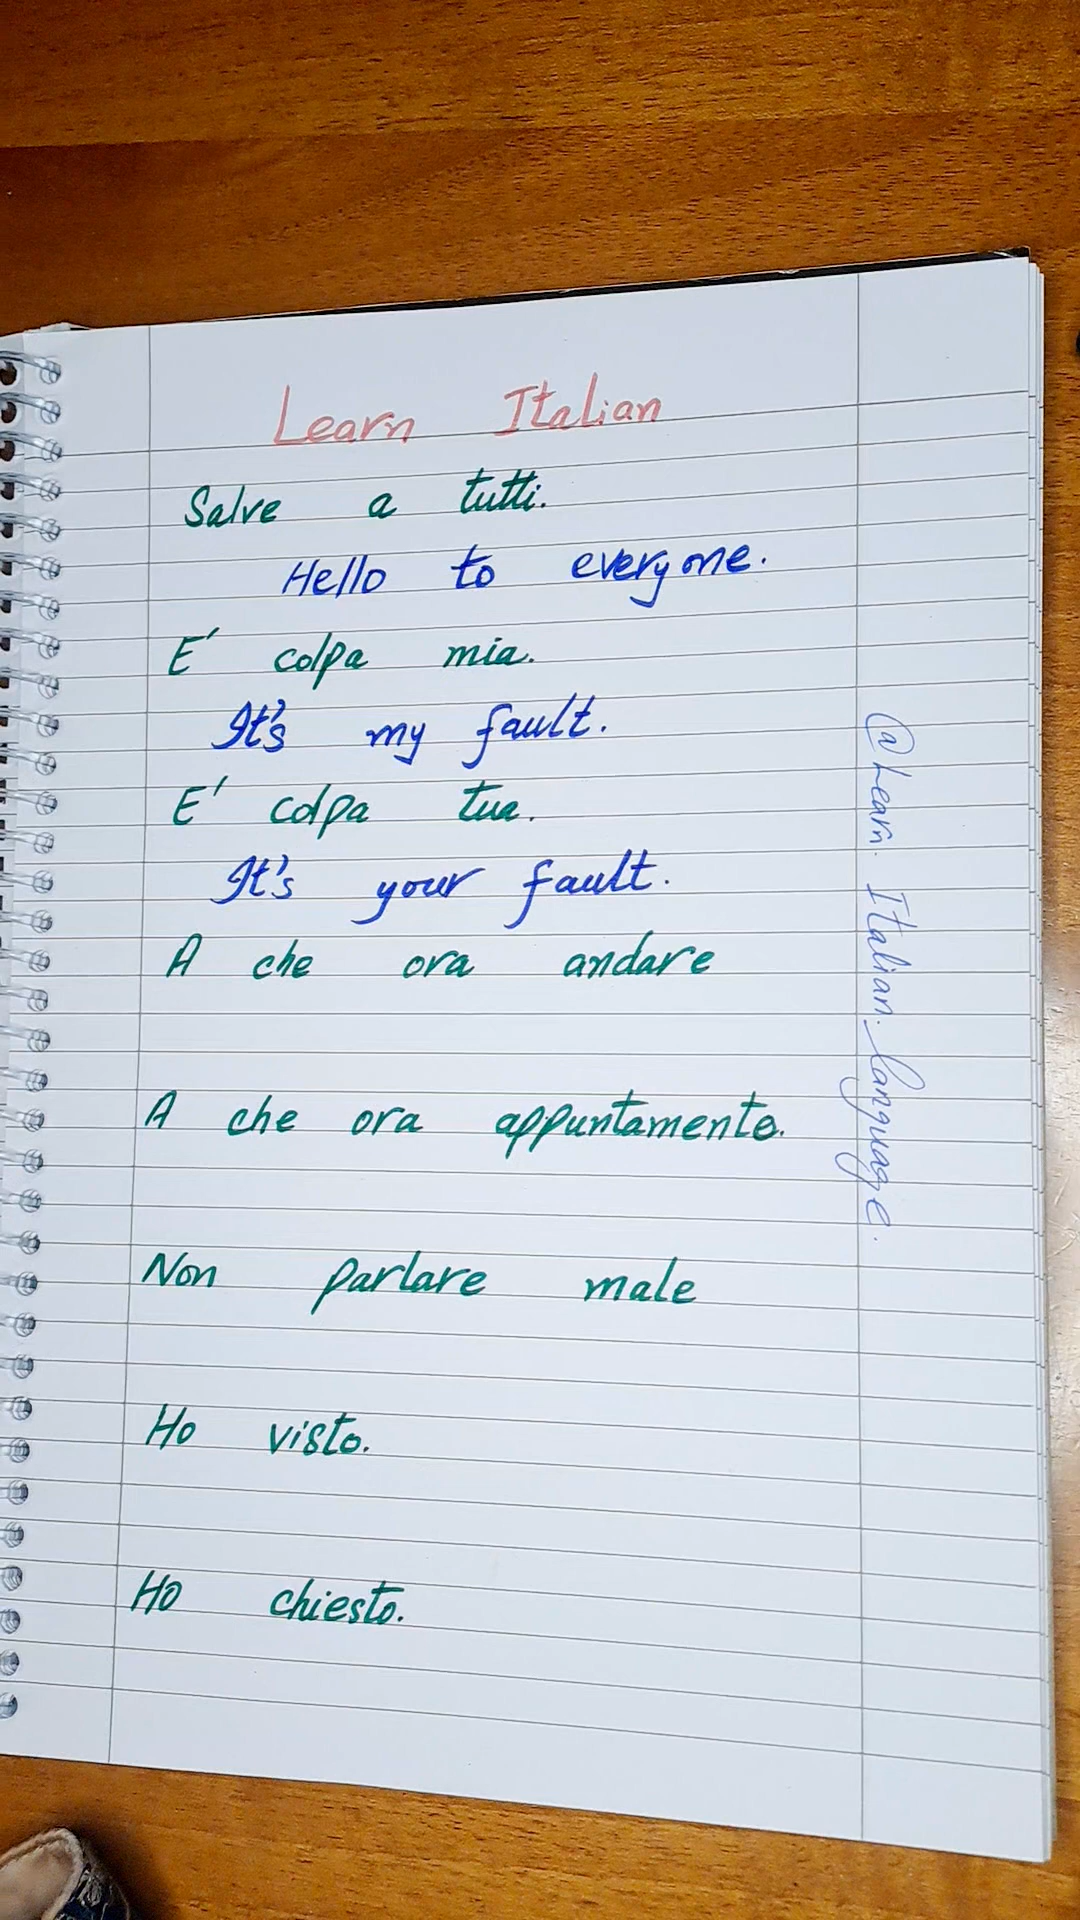 Learn Italian
Salve a tutti.
Hello to everyone.
E' colpa mia.
It's my fault.
E' colpa tua.
It's your fault.
A che ora andare
A che ora appuntamento.
Non parlare male
Ho visto.
Ho chiesto.
@Learn. Italian. language.